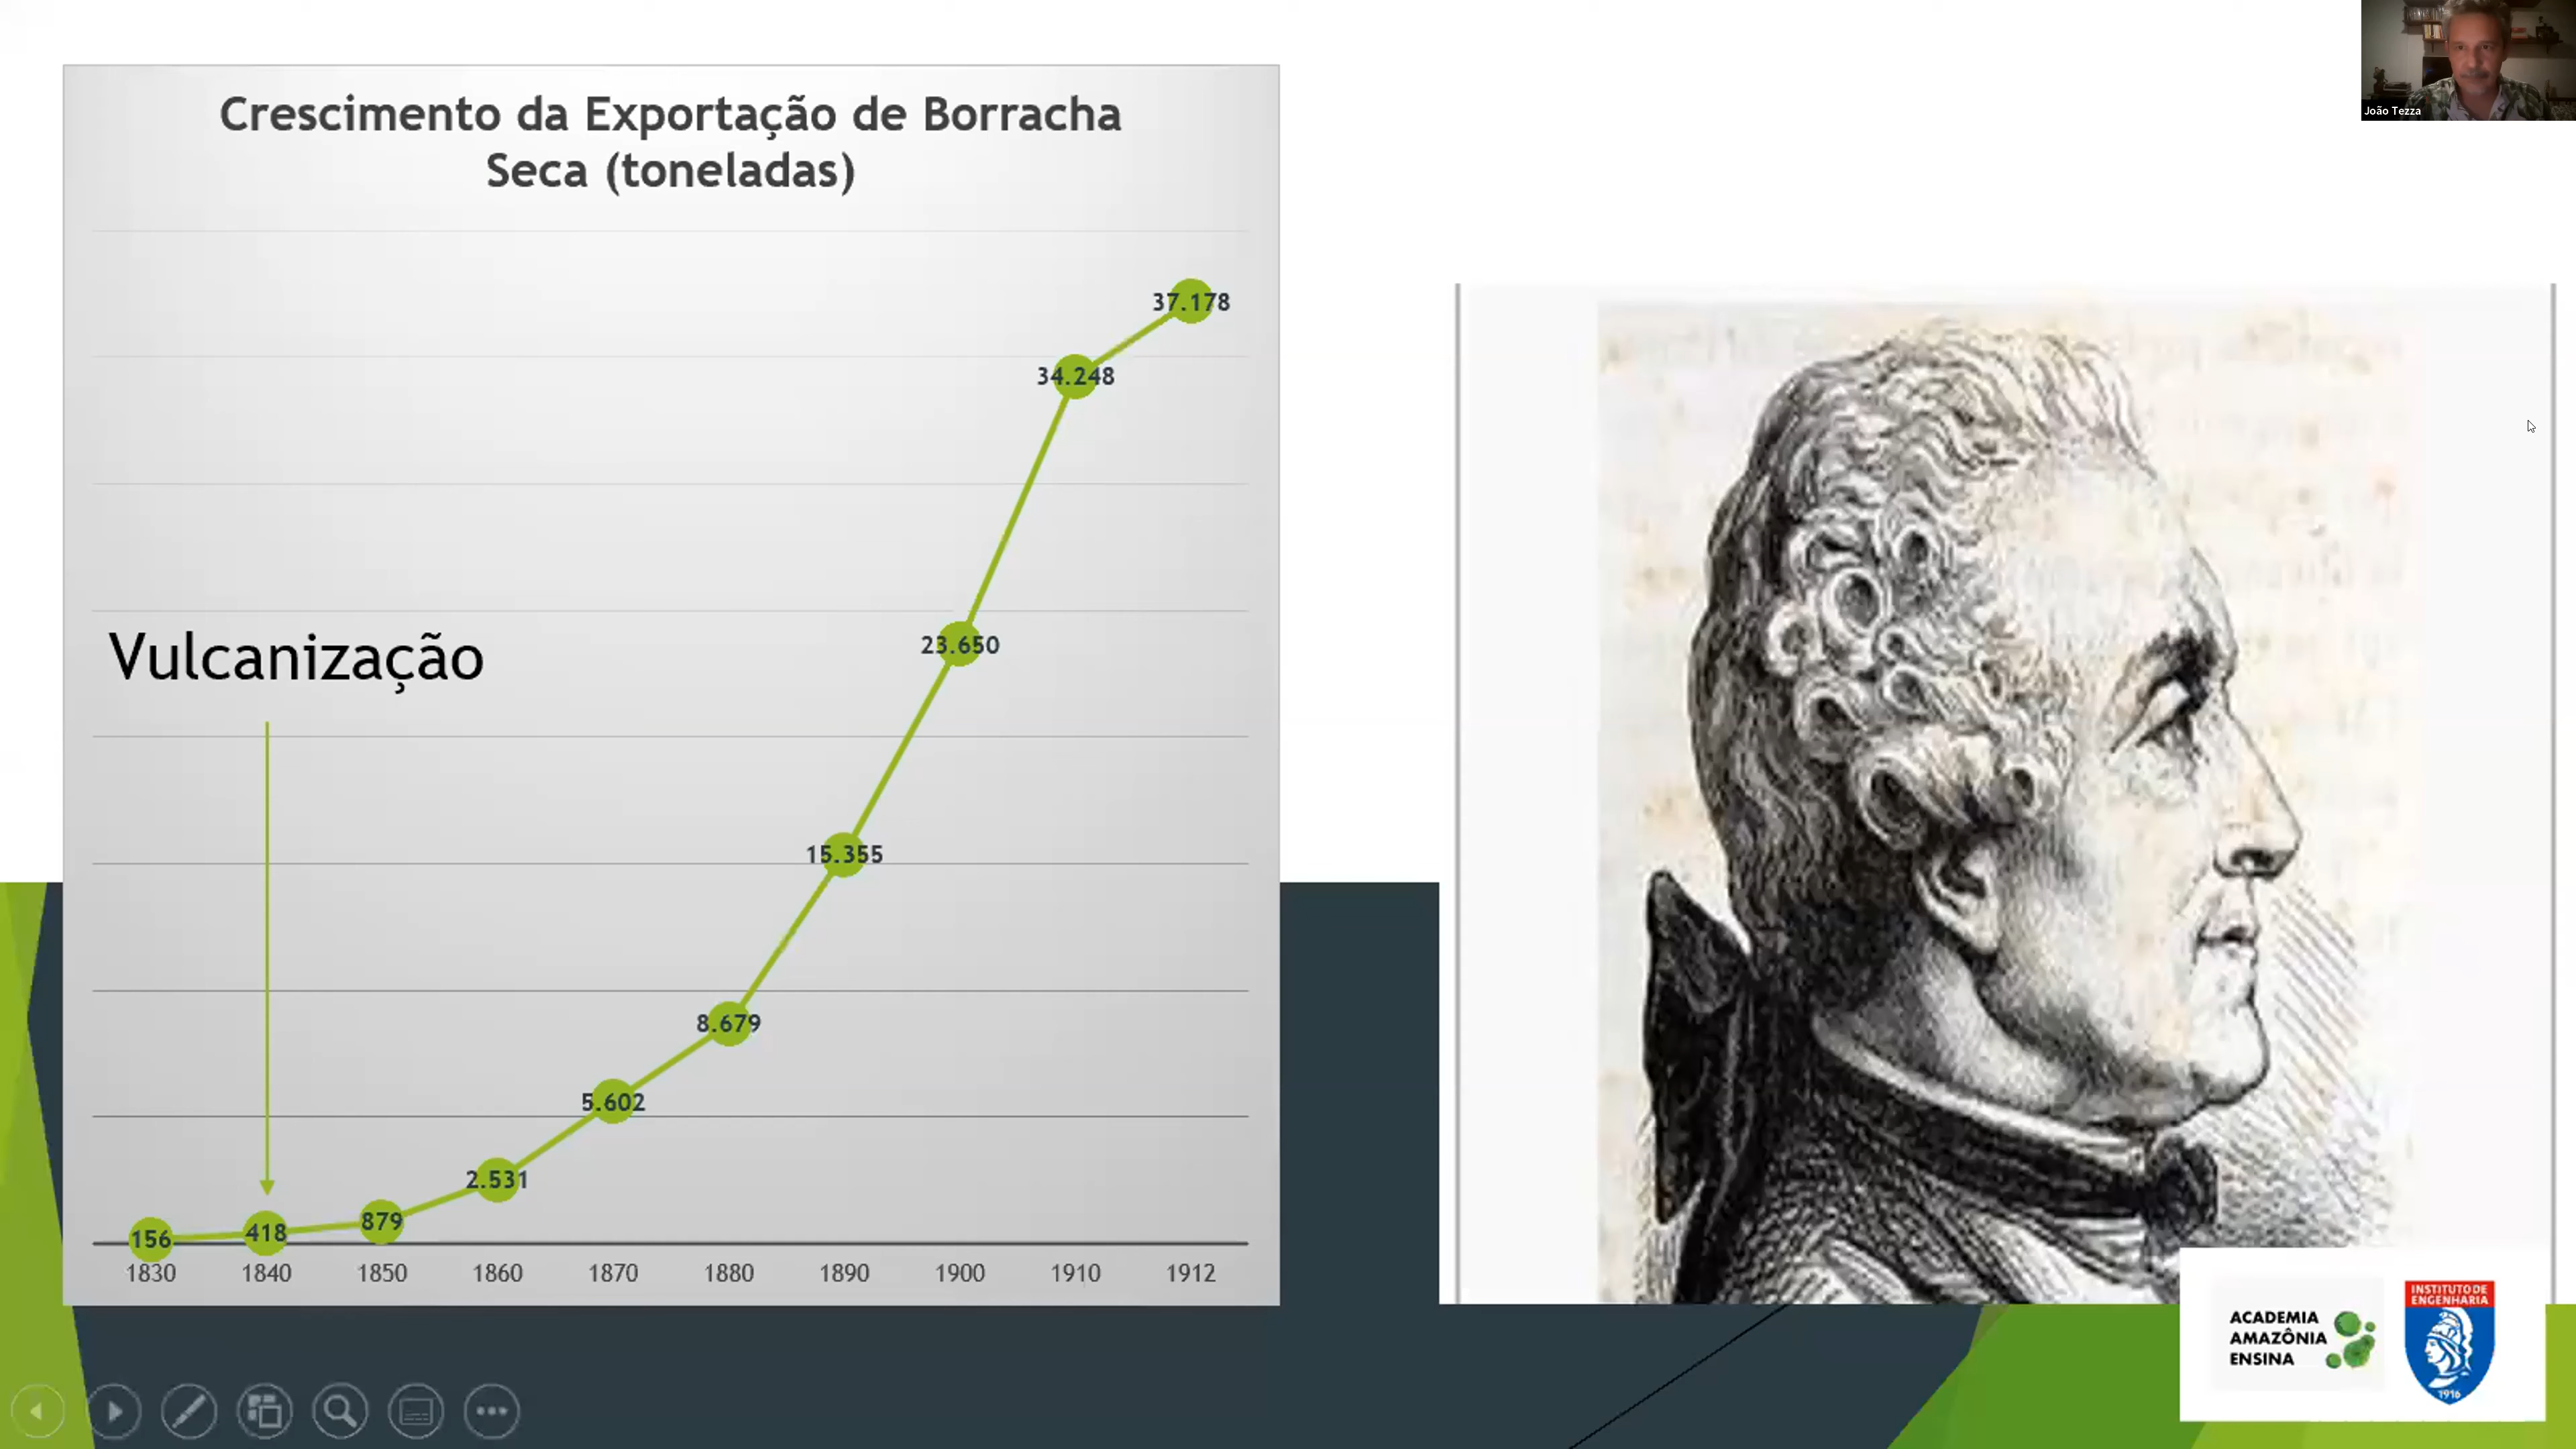 João Tezza
Crescimento da Exportação de Borracha
Seca (toneladas)
37.178
34.248
23.650
Vulcanização
15.355
8.679
5.602
2.531
879
418
156
1830 1840 1850 1860 1870 1880 1890 1900 1910 1912
ACADEMIA
AMAZÔNIA
ENSINA
INSTITUTO DE
ENGENHARIA
1916